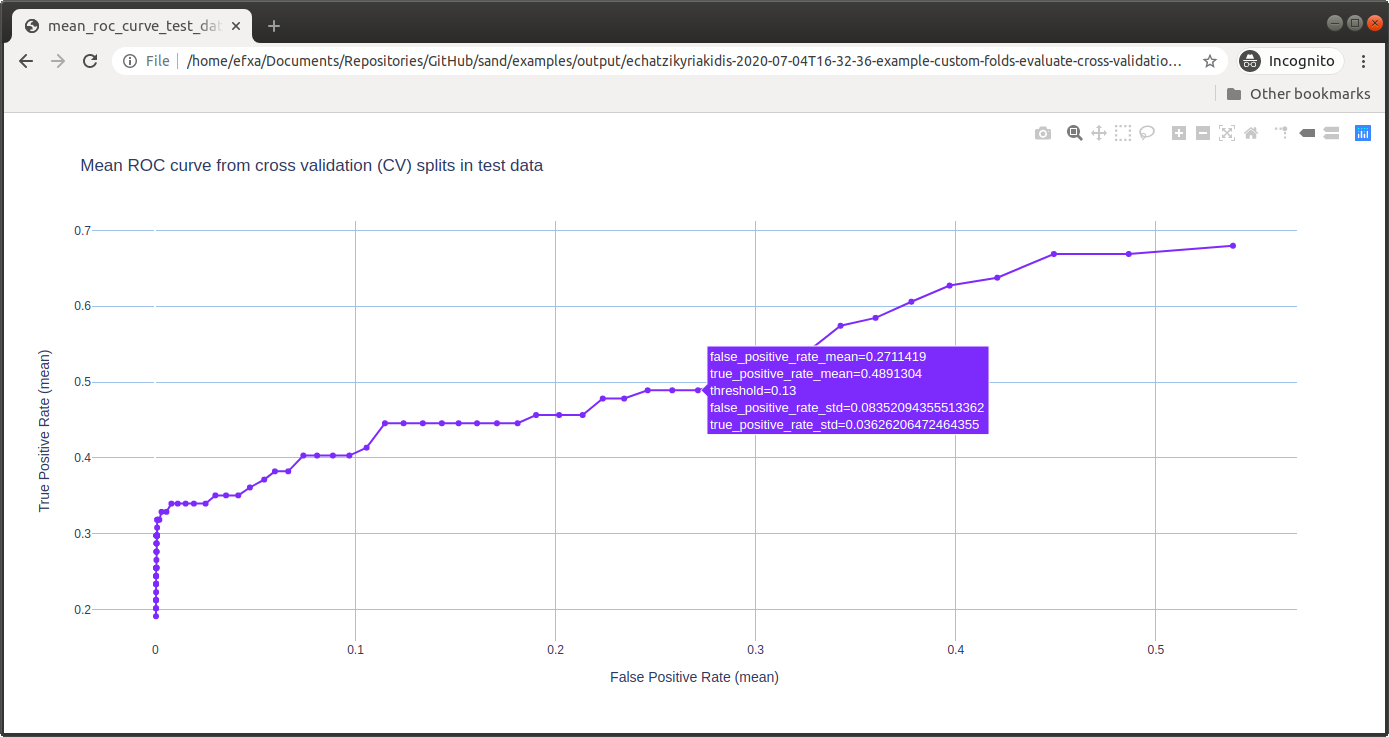 mean_roc_curve_test_dat
File
/home/efxa/Documents/Repositories/GitHub/sand/examples/output/echatzikyriakidis-2020-07-04T16-32-36-example-custom-folds-evaluate-cross-validatio…
Incognito
Other bookmarks
Mean ROC curve from cross validation (CV) splits in test data
0.7
0.6
0.5
0.4
0.3
0.2
True Positive Rate (mean)
false_positive_rate_mean=0.2711419
true_positive_rate_mean=0.4891304
threshold=0.13
false_positive_rate_std=0.08352094355513362
true_positive_rate_std=0.03626206472464355
0
0.1
0.2
0.3
0.4
0.5
False Positive Rate (mean)